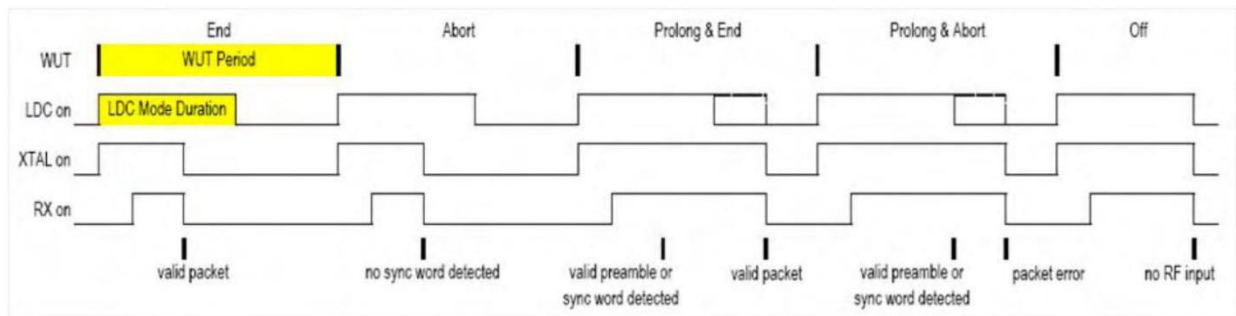 End Abort Prolong & End Prolong & Abort Off
WUT WUT Period
LDC on LDC Mode Duration
XTAL on
RX on
valid packet no sync word detected valid preamble or valid packet valid preamble or packet error no RF input
sync word detected sync word detected